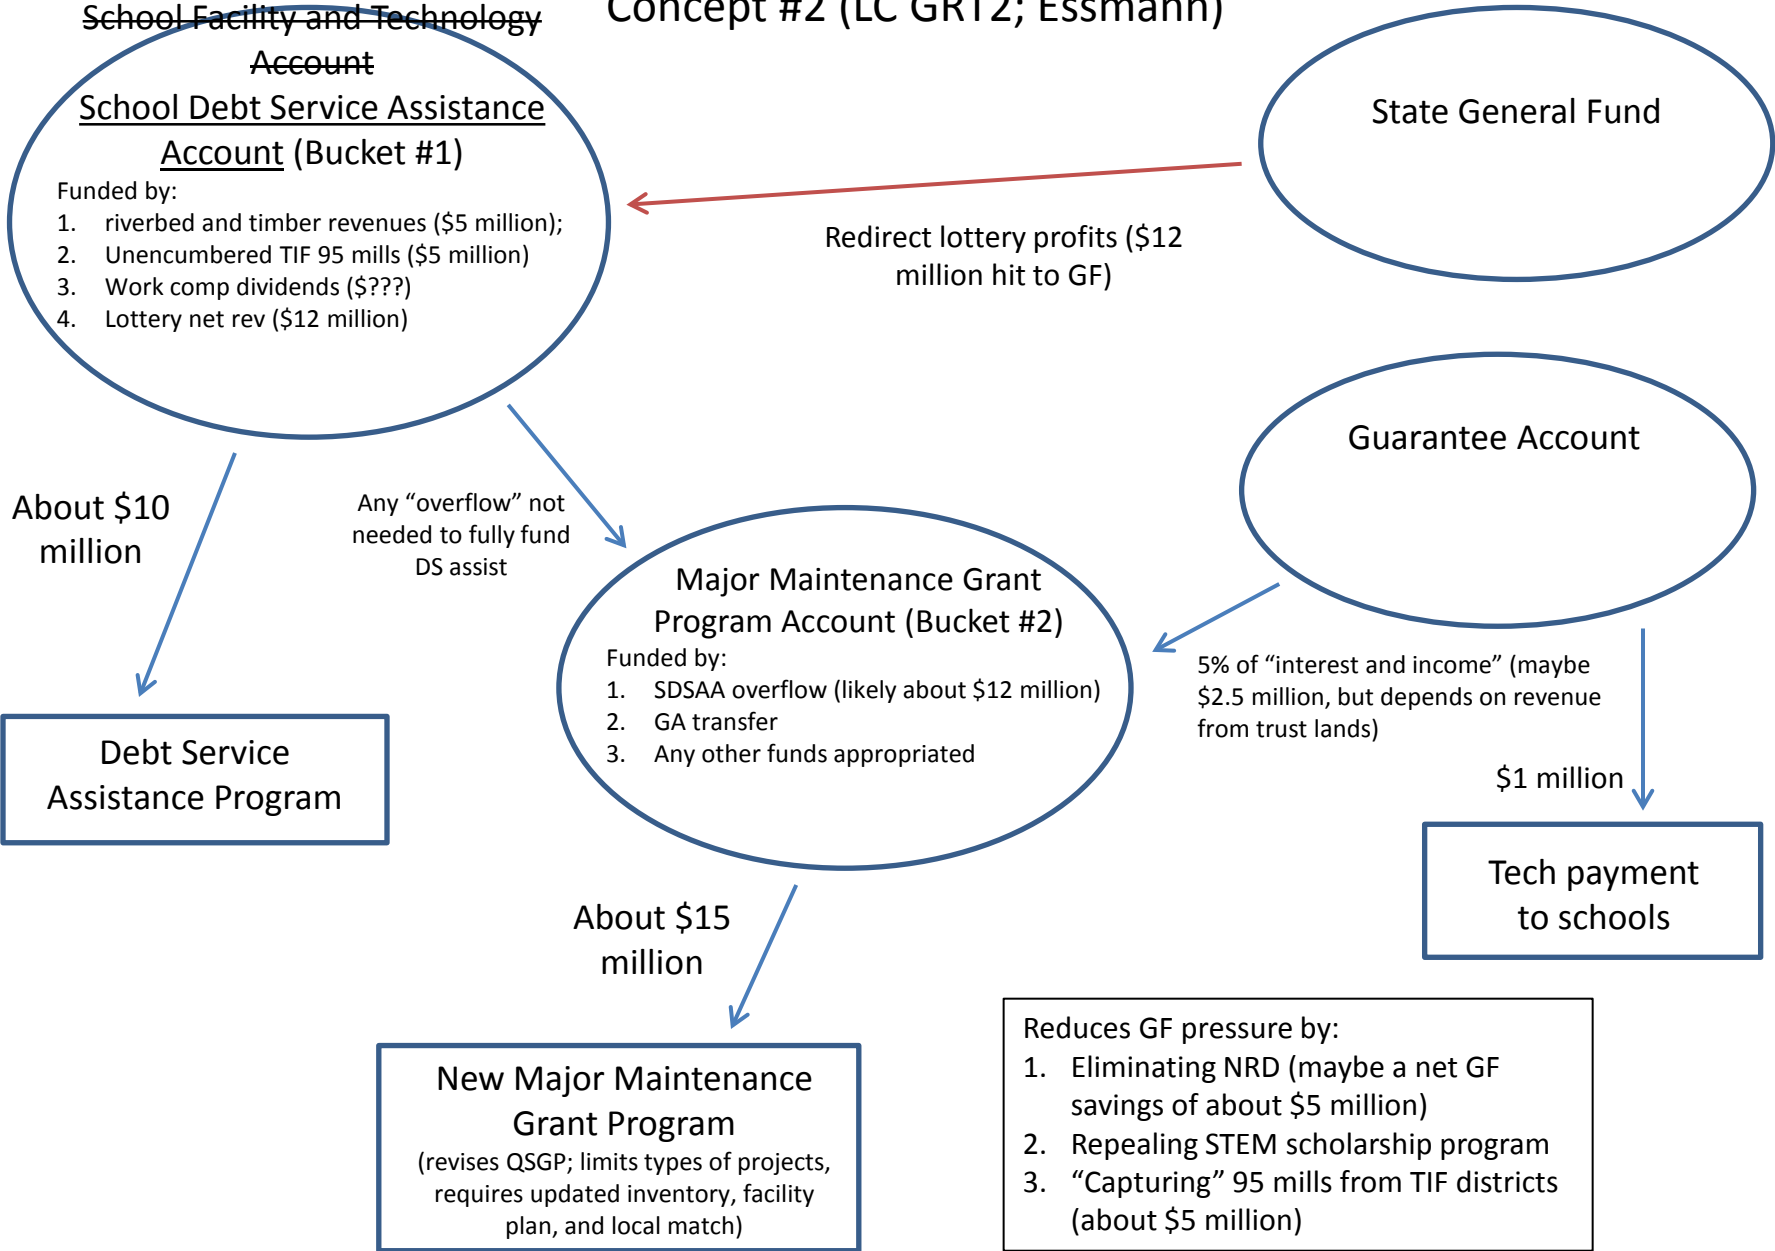 Concept #2 (LC GRT2; Essmann)
School Facility and Technology
Account
School Debt Service Assistance
Account (Bucket #1)
Funded by:
1. riverbed and timber revenues ($5 million);
2. Unencumbered TIF 95 mills ($5 million)
3. Work comp dividends ($???)
4. Lottery net rev ($12 million)
State General Fund
Redirect lottery profits ($12
million hit to GF)
Guarantee Account
About $10
million
Any “overflow” not
needed to fully fund
DS assist
Major Maintenance Grant
Program Account (Bucket #2)
Funded by:
1. SDSAA overflow (likely about $12 million)
2. GA transfer
3. Any other funds appropriated
5% of “interest and income” (maybe
$2.5 million, but depends on revenue
from trust lands)
$1 million
Debt Service
Assistance Program
Tech payment
to schools
About $15
million
New Major Maintenance
Grant Program
(revises QSGP; limits types of projects,
requires updated inventory, facility
plan, and local match)
Reduces GF pressure by:
1. Eliminating NRD (maybe a net GF
savings of about $5 million)
2. Repealing STEM scholarship program
3. “Capturing” 95 mills from TIF districts
(about $5 million)